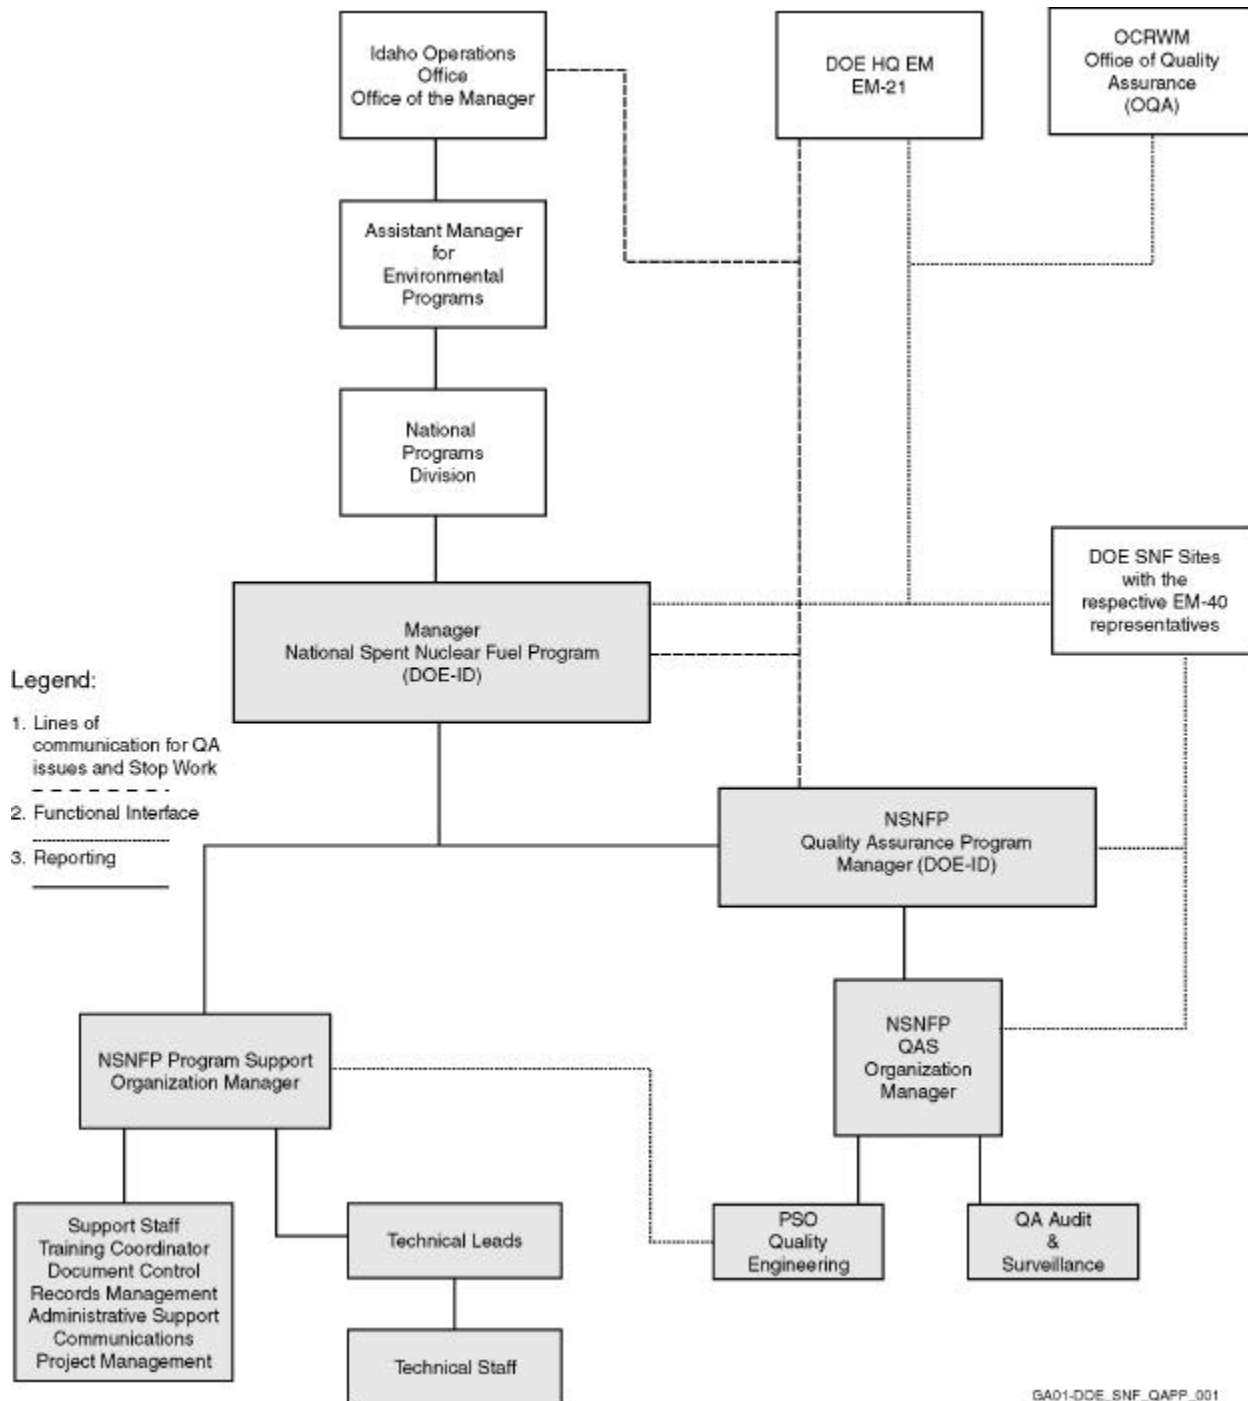 Idaho Operations
Office
Office of the Manager
DOE HQ EM
EM-21
OCRWM
Office of Quality
Assurance
(OQA)
Assistant Manager
for
Environmental
Programs
National
Programs
Division
DOE SNF Sites
with the
respective EM-40
representatives
Manager
National Spent Nuclear Fuel Program
(DOE-ID)
Legend:
1. Lines of
communication for QA
issues and Stop Work
2. Functional Interface
3. Reporting
NSNFP
Quality Assurance Program
Manager (DOE-ID)
NSNFP
QAS
Organization
Manager
NSNFP Program Support
Organization Manager
Support Staff
Training Coordinator
Document Control
Records Management
Administrative Support
Communications
Project Management
Technical Leads
Technical Staff
PSO
Quality
Engineering
QA Audit
&
Surveillance
GA01-DOE_SNF_QAPP_001